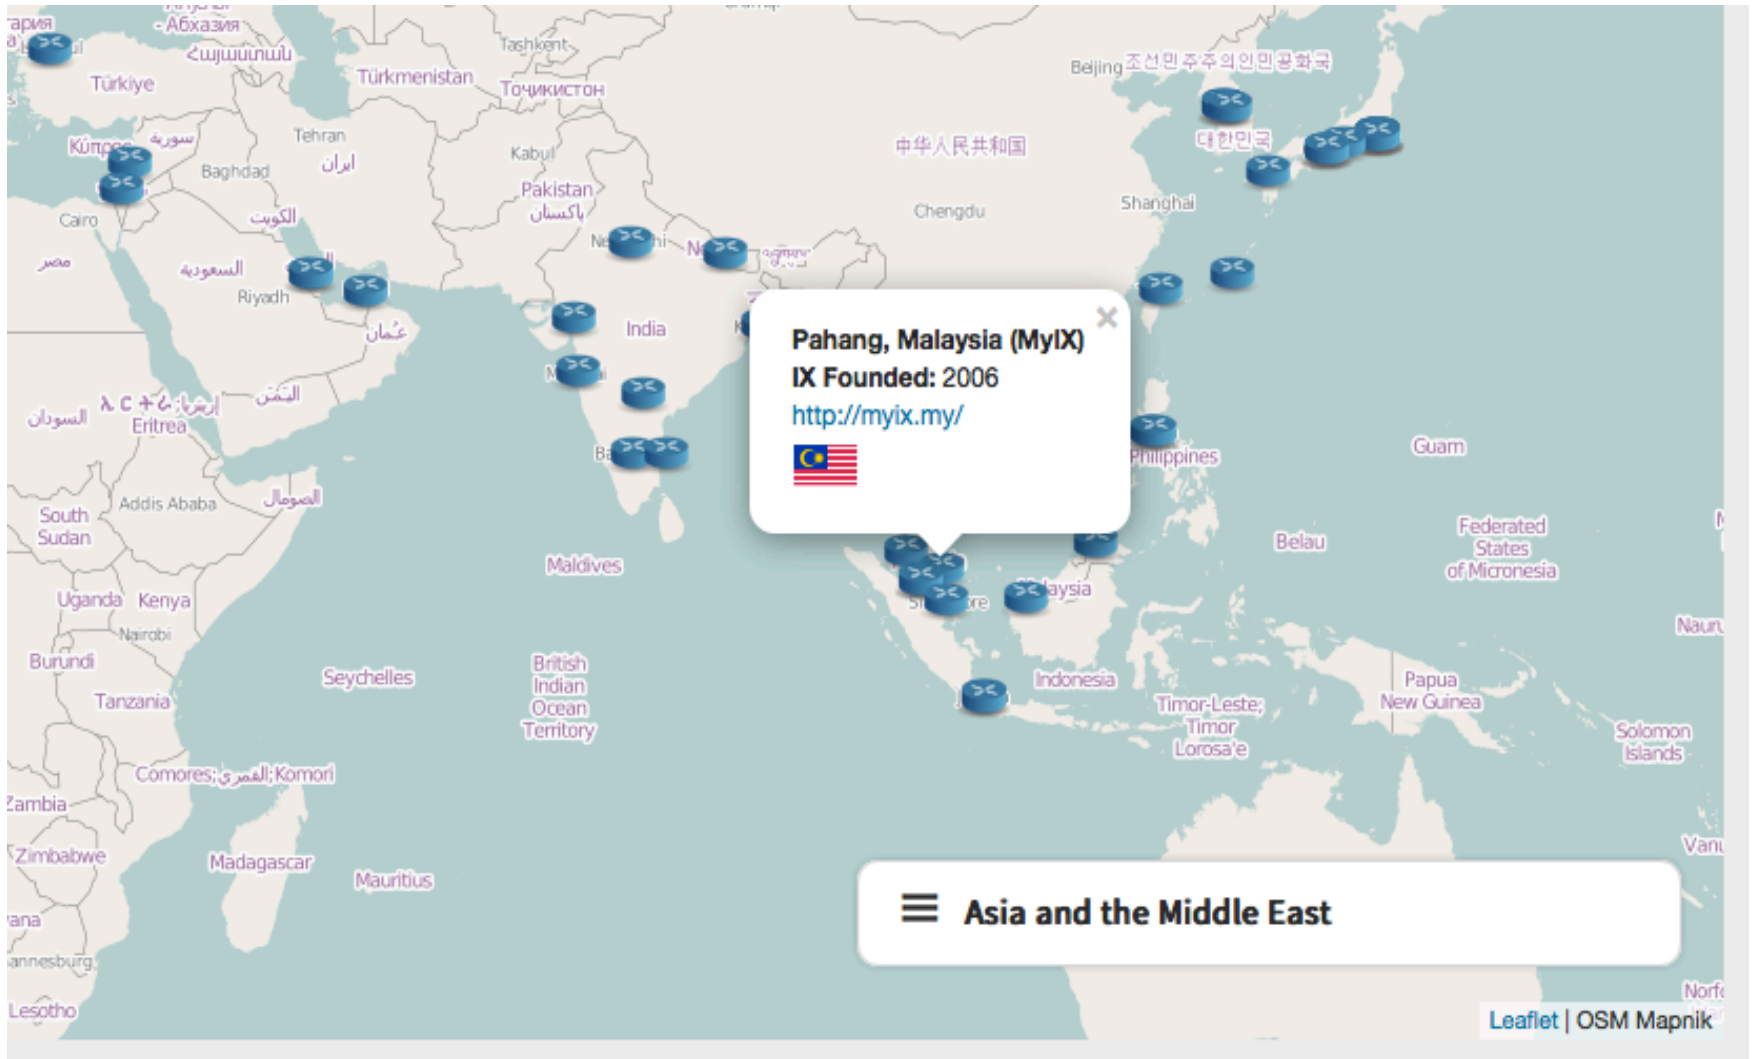 - Абхазия
Հայաստան
Tashkent
Türkiye
Türkmenistan
Тоҷикистон
Beijing
조선민주주의인민공화국
Tehran
ایران
سورية
Baghdad
Kabul
Pakistan
پاکستان
中华人民共和国
대한민국
Cairo
الكويت
Chengdu
Shanghai
مصر
السعودية
Riyadh
عُمان
India
Pahang, Malaysia (MyIX)
IX Founded: 2006
http://myix.my/
اليَمَن
السودان
Eritrea
Philippines
Guam
Addis Ababa
الصومال
South
Sudan
Maldives
Belau
Federated
States
of Micronesia
Uganda
Kenya
Nairobi
Burundi
Tanzania
Seychelles
British
Indian
Ocean
Territory
Indonesia
Timor-Leste;
Timor
Lorosa'e
Papua
New Guinea
Solomon
Islands
Comores;القمري;Komori
Zambia
Zimbabwe
Madagascar
Mauritius
Asia and the Middle East
Lesotho
Leaflet | OSM Mapnik